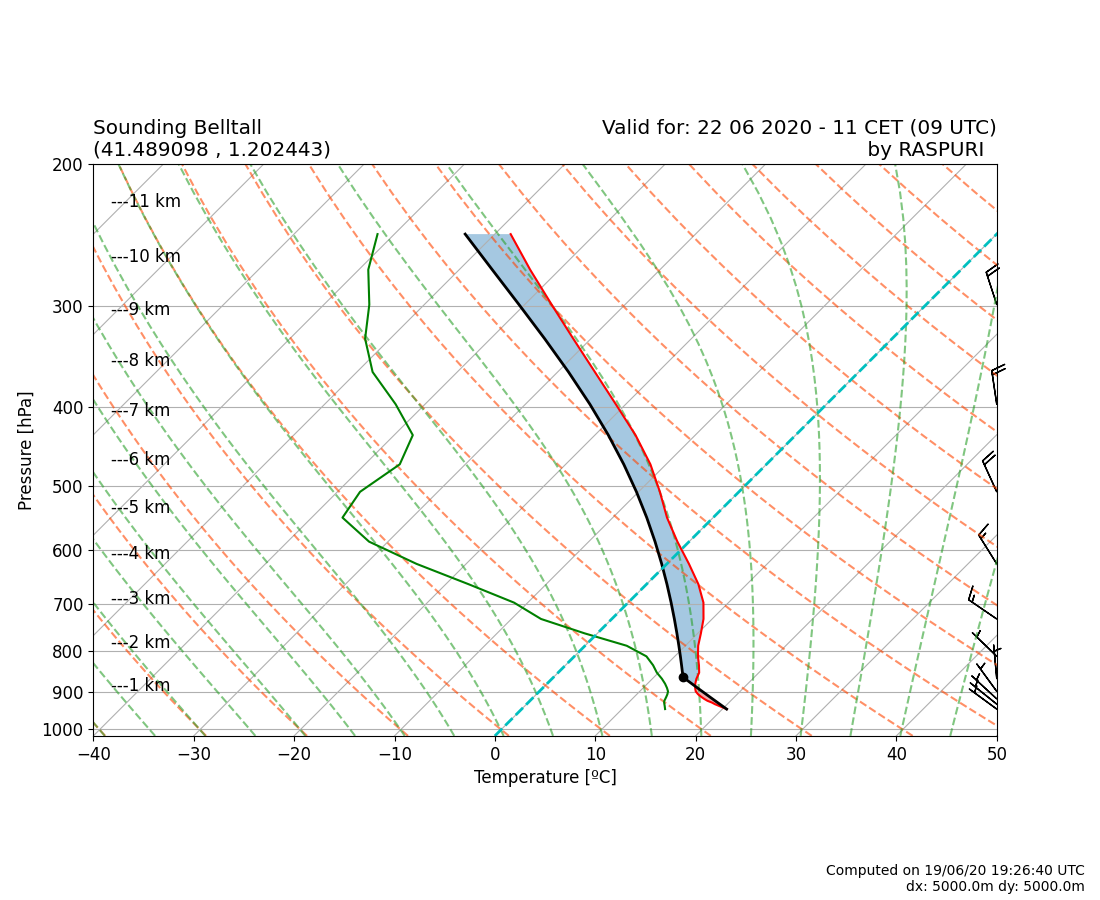 Sounding Belltall
(41.489098 , 1.202443)
Valid for: 22 06 2020 - 11 CET (09 UTC)
by RASPURI
200
300
400
500
600
700
800
900
1000
Pressure [hPa]
---11 km
---10 km
---9 km
---8 km
---7 km
---6 km
---5 km
---4 km
---3 km
---2 km
---1 km
−40 −30 −20 −10 0 10 20 30 40 50
Temperature [ºC]
Computed on 19/06/20 19:26:40 UTC
dx: 5000.0m dy: 5000.0m